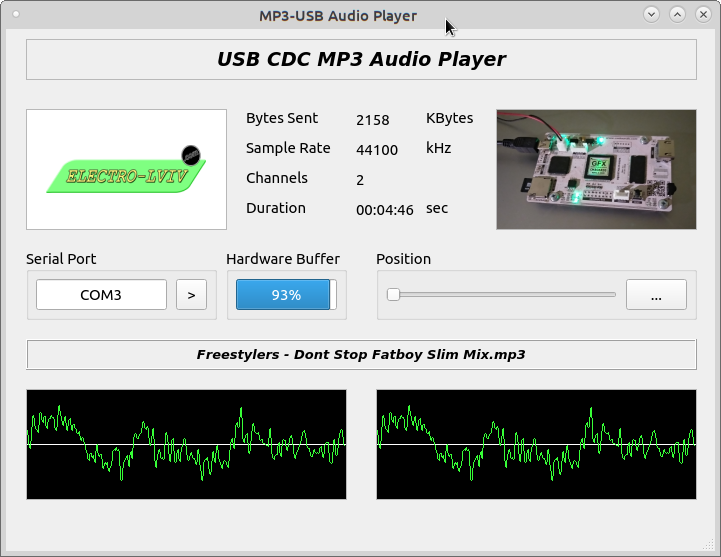 MP3-USB Audio Player
USB CDC MP3 Audio Player
ELECTRO-LVIV
.com
Bytes Sent 2158 KBytes
Sample Rate 44100 kHz
Channels 2
Duration 00:04:46 sec
GFX
Serial Port
Hardware Buffer
Position
COM3 >
93%
...
Freestylers - Dont Stop Fatboy Slim Mix.mp3